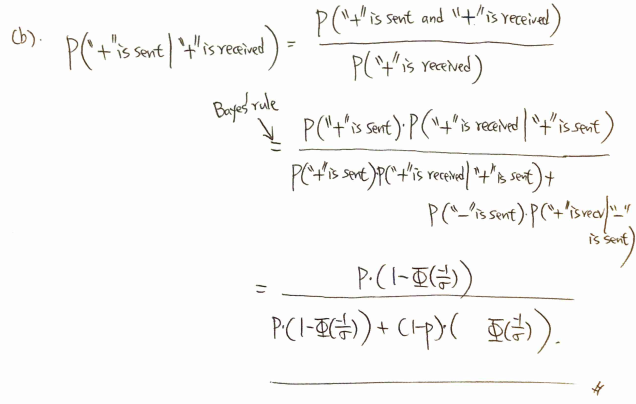 (b). P("+" is sent | "+" is received) = P("+" is sent and "+" is received) / P("+" is received)
Bayes' rule
= P("+" is sent)·P("+" is received | "+" is sent) / P("+" is sent)·P("+" is received | "+" is sent) +
P("−" is sent)·P("+" is recv | "−"
is sent)
= P·(1-Φ(-1/σ)) / P·(1-Φ(-1/σ)) + (1-p)·( Φ(-1/σ)).